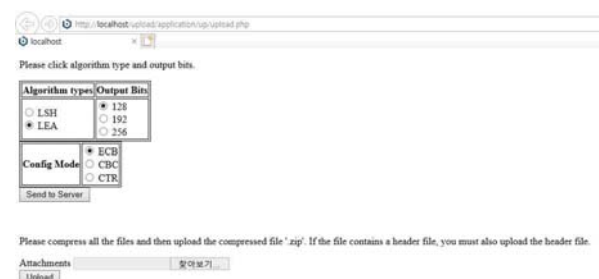 http://localhost/upload/application/up/upload.php
localhost
Please click algorithm type and output bits.
Algorithm types Output Bits
LSH
LEA
128
192
256
Config Mode
ECB
CBC
CTR
Send to Server
Please compress all the files and then upload the compressed file '.zip'. If the file contains a header file, you must also upload the header file.
Attachments 찾아보기...
Upload